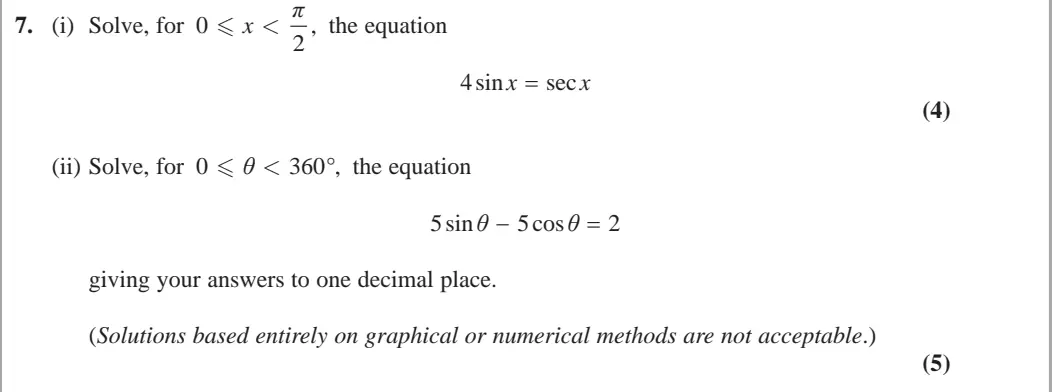 7. (i) Solve, for 0 ⩽ x < π/2, the equation
4 sin x = sec x
(4)
(ii) Solve, for 0 ⩽ θ < 360°, the equation
5 sin θ − 5 cos θ = 2
giving your answers to one decimal place.
(Solutions based entirely on graphical or numerical methods are not acceptable.)
(5)